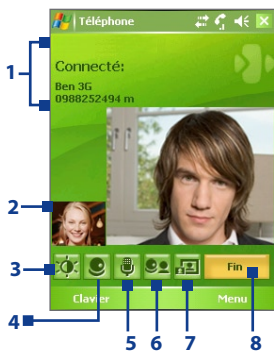 Téléphone
Connecté:
Ben 3G
0988252494 m
Fin
Clavier Menu
1
2
3
4
5
6
7
8